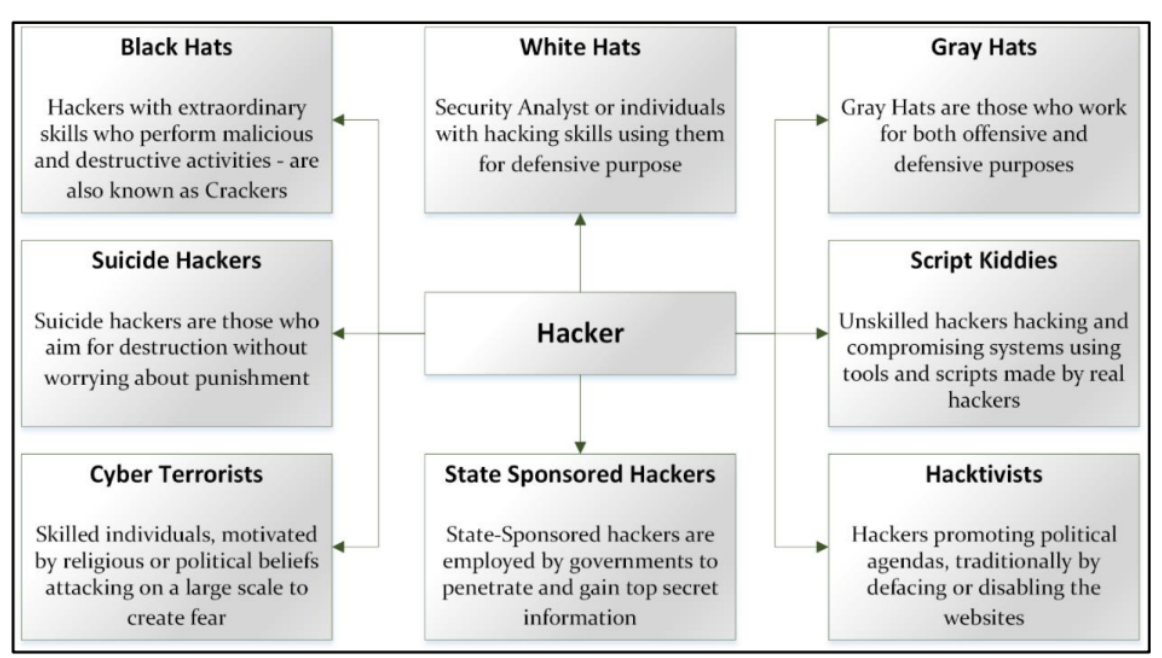 Black Hats
Hackers with extraordinary
skills who perform malicious
and destructive activities - are
also known as Crackers
White Hats
Security Analyst or individuals
with hacking skills using them
for defensive purpose
Gray Hats
Gray Hats are those who work
for both offensive and
defensive purposes
Suicide Hackers
Suicide hackers are those who
aim for destruction without
worrying about punishment
Hacker
Script Kiddies
Unskilled hackers hacking and
compromising systems using
tools and scripts made by real
hackers
Cyber Terrorists
Skilled individuals, motivated
by religious or political beliefs
attacking on a large scale to
create fear
State Sponsored Hackers
State-Sponsored hackers are
employed by governments to
penetrate and gain top secret
information
Hacktivists
Hackers promoting political
agendas, traditionally by
defacing or disabling the
websites